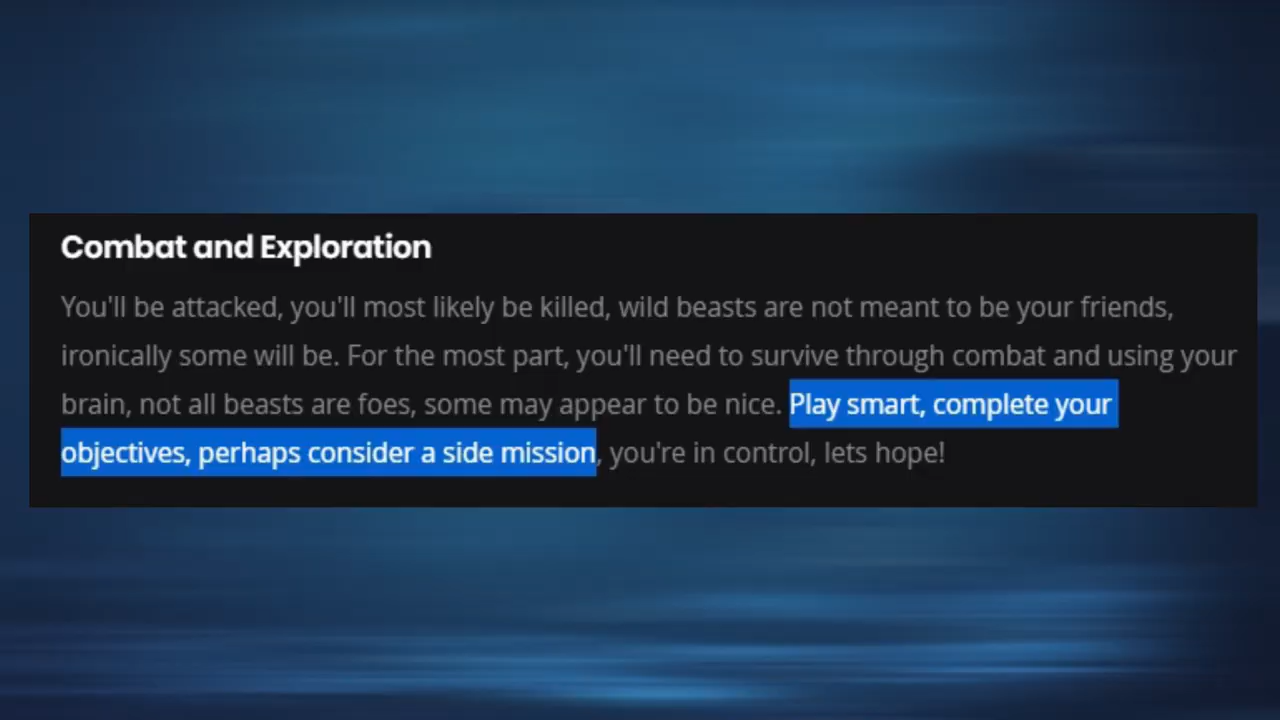 Combat and Exploration
You'll be attacked, you'll most likely be killed, wild beasts are not meant to be your friends,
ironically some will be. For the most part, you'll need to survive through combat and using your
brain, not all beasts are foes, some may appear to be nice. Play smart, complete your
objectives, perhaps consider a side mission, you're in control, lets hope!